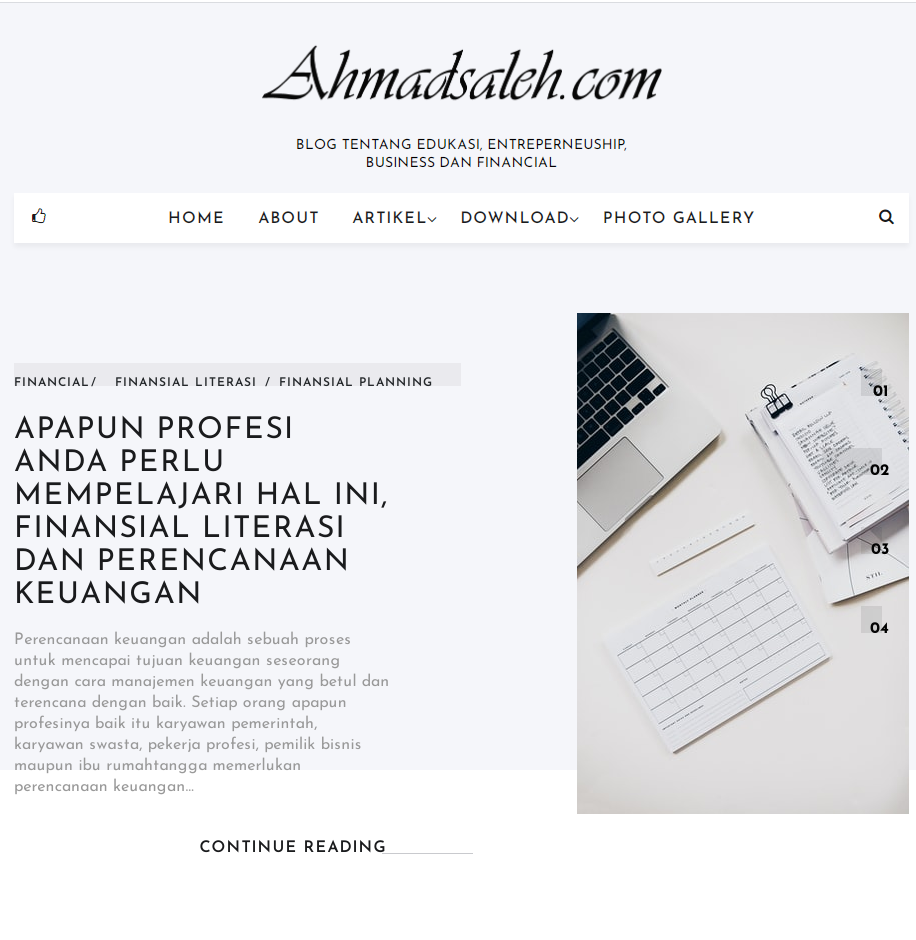 Ahmadsaleh.com
BLOG TENTANG EDUKASI, ENTREPERNEUSHIP,
BUSINESS DAN FINANCIAL
HOME ABOUT ARTIKEL DOWNLOAD PHOTO GALLERY
FINANCIAL/ FINANSIAL LITERASI / FINANSIAL PLANNING
APAPUN PROFESI
ANDA PERLU
MEMPELAJARI HAL INI,
FINANSIAL LITERASI
DAN PERENCANAAN
KEUANGAN
Perencanaan keuangan adalah sebuah proses
untuk mencapai tujuan keuangan seseorang
dengan cara manajemen keuangan yang betul dan
terencana dengan baik. Setiap orang apapun
profesinya baik itu karyawan pemerintah,
karyawan swasta, pekerja profesi, pemilik bisnis
maupun ibu rumahtangga memerlukan
perencanaan keuangan...
CONTINUE READING
01
02
03
04
STIL
MONTHLY PLANNER